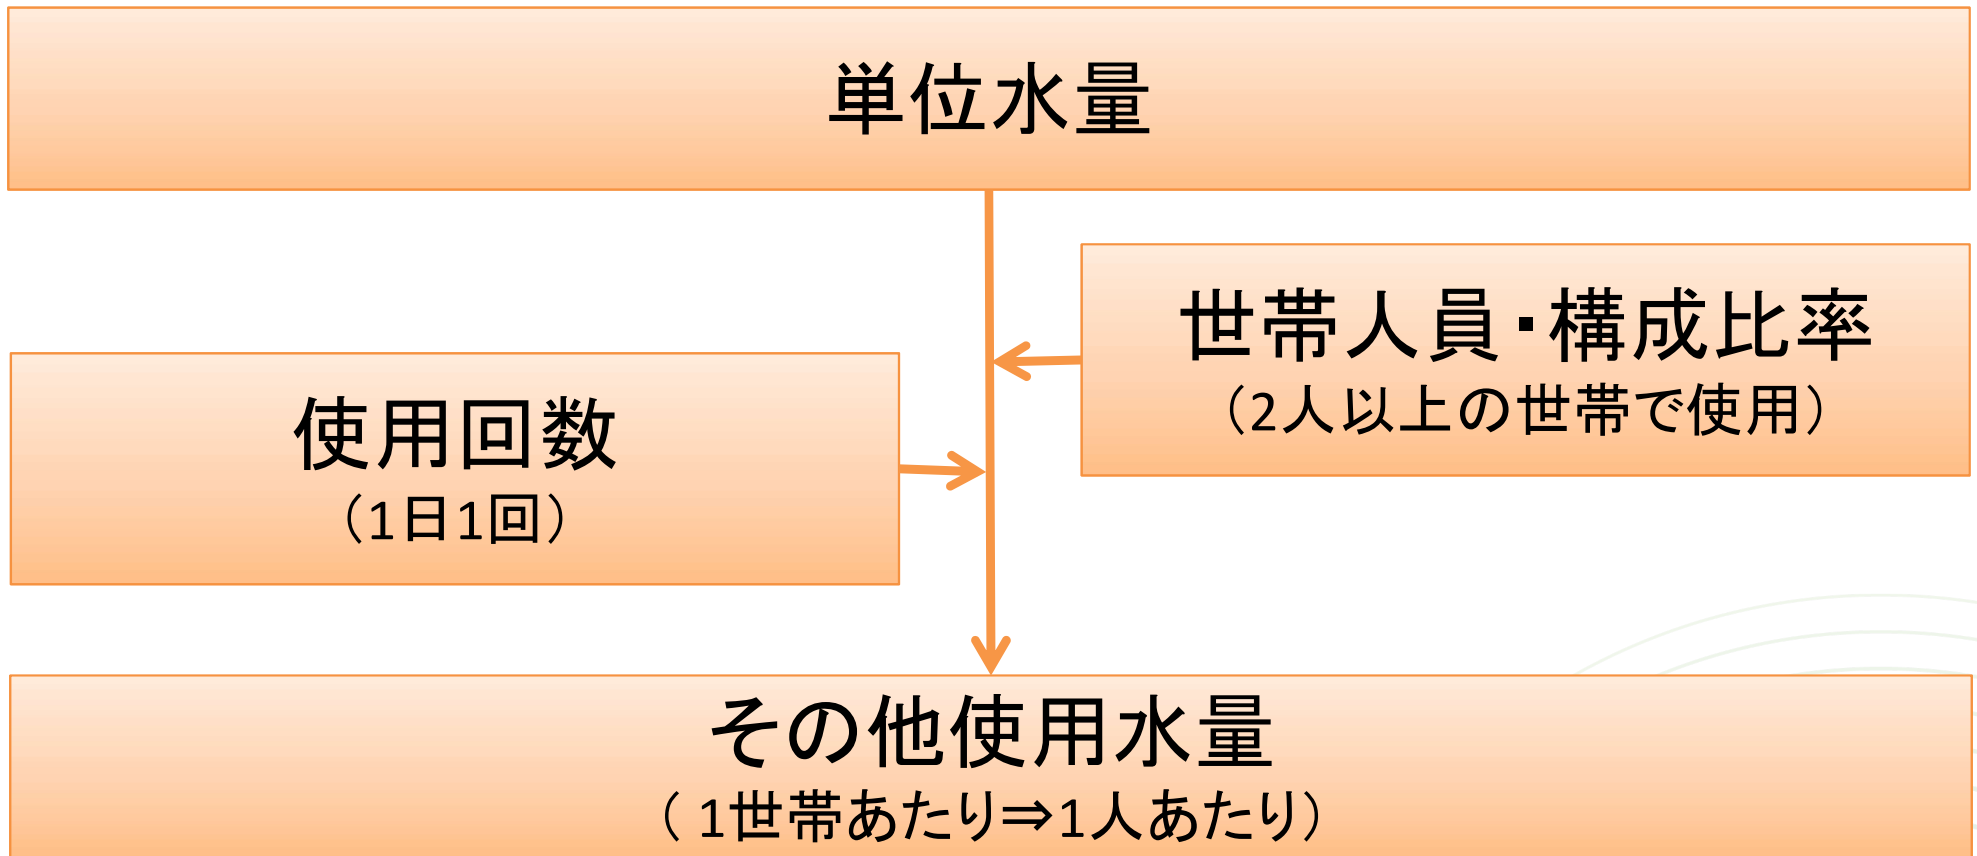 単位水量
世帯人員・構成比率
（2人以上の世帯で使用）
使用回数
（1日1回）
その他使用水量
（ 1世帯あたり⇒1人あたり）